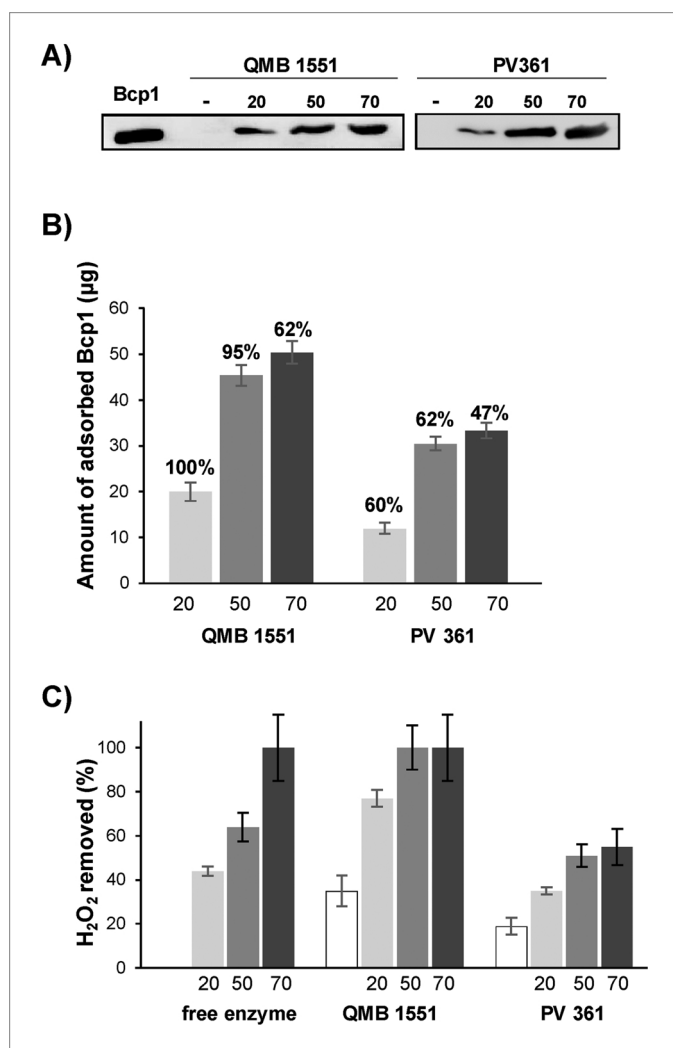 A)
QMB 1551 PV361
Bcp1 - 20 50 70 - 20 50 70
B)
Amount of adsorbed Bcp1 (µg)
60
50
40
30
20
10
0
100% 95% 62% 60% 62% 47%
20 50 70 20 50 70
QMB 1551 PV 361
C)
H₂O₂ removed (%)
100
80
60
40
20
0
20 50 70 20 50 70 20 50 70
free enzyme QMB 1551 PV 361